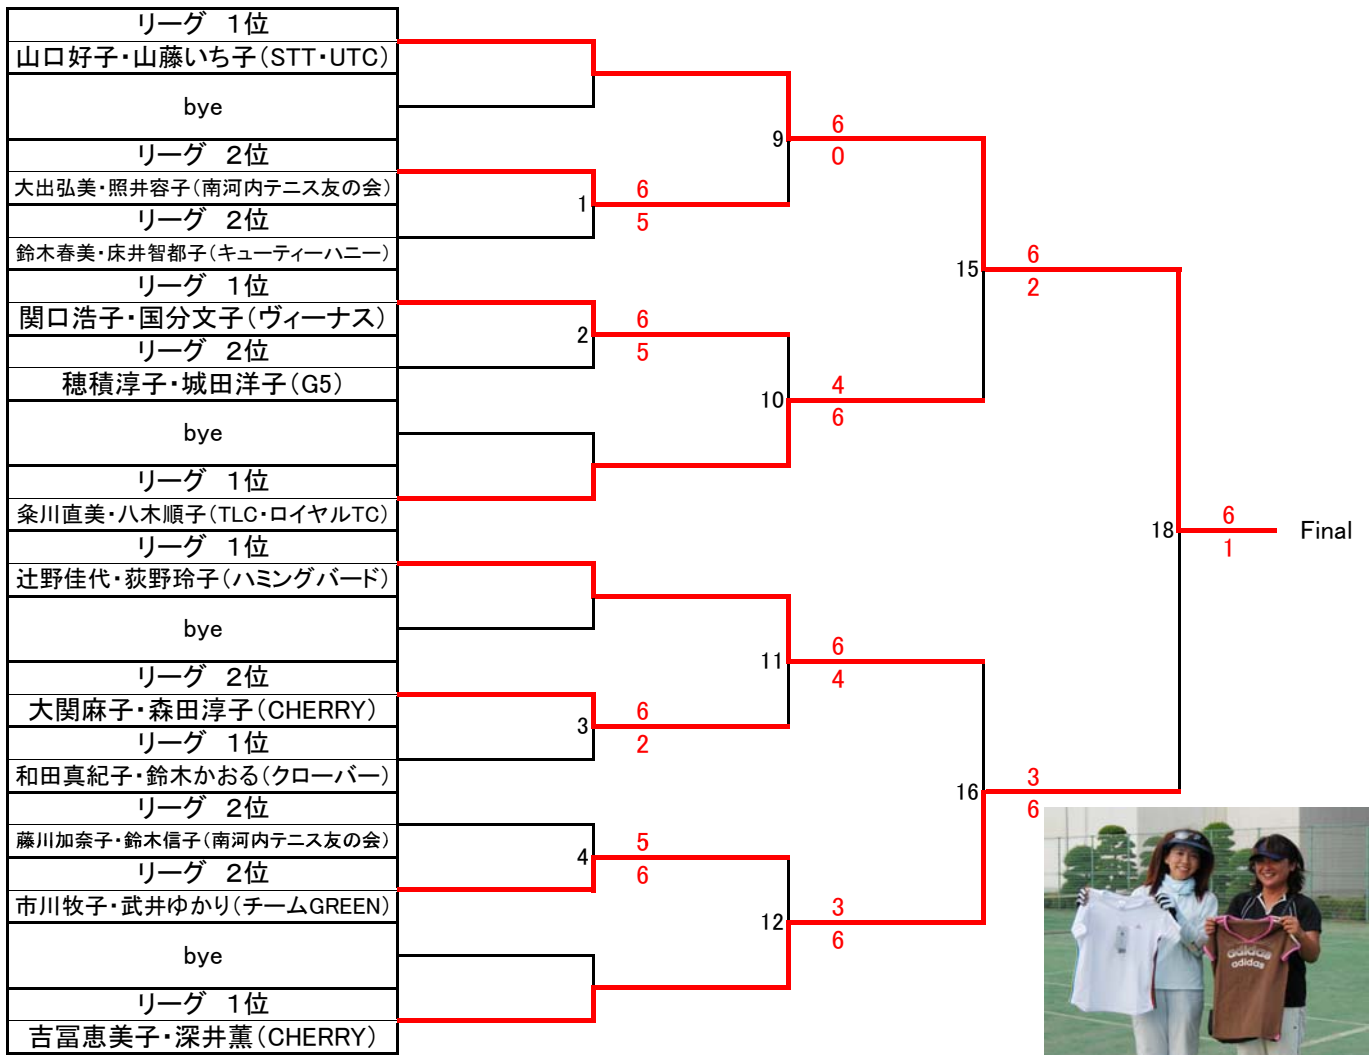 リーグ　1位
山口好子・山藤いち子（STT・UTC）
bye
リーグ　2位
大出弘美・照井容子（南河内テニス友の会）
リーグ　2位
鈴木春美・床井智都子（キューティーハニー）
リーグ　1位
関口浩子・国分文子（ヴィーナス）
リーグ　2位
穂積淳子・城田洋子（G5）
bye
リーグ　1位
粂川直美・八木順子（TLC・ロイヤルTC）
リーグ　1位
辻野佳代・荻野玲子（ハミングバード）
bye
リーグ　2位
大関麻子・森田淳子（CHERRY）
リーグ　1位
和田真紀子・鈴木かおる（クローバー）
リーグ　2位
藤川加奈子・鈴木信子（南河内テニス友の会）
リーグ　2位
市川牧子・武井ゆかり（チームGREEN）
bye
リーグ　1位
吉冨恵美子・深井薫（CHERRY）
1
6
5
2
6
5
3
6
2
4
5
6
9
6
0
10
4
6
11
6
4
12
3
6
15
6
2
16
3
6
18
6
1
Final
adidas
adidas